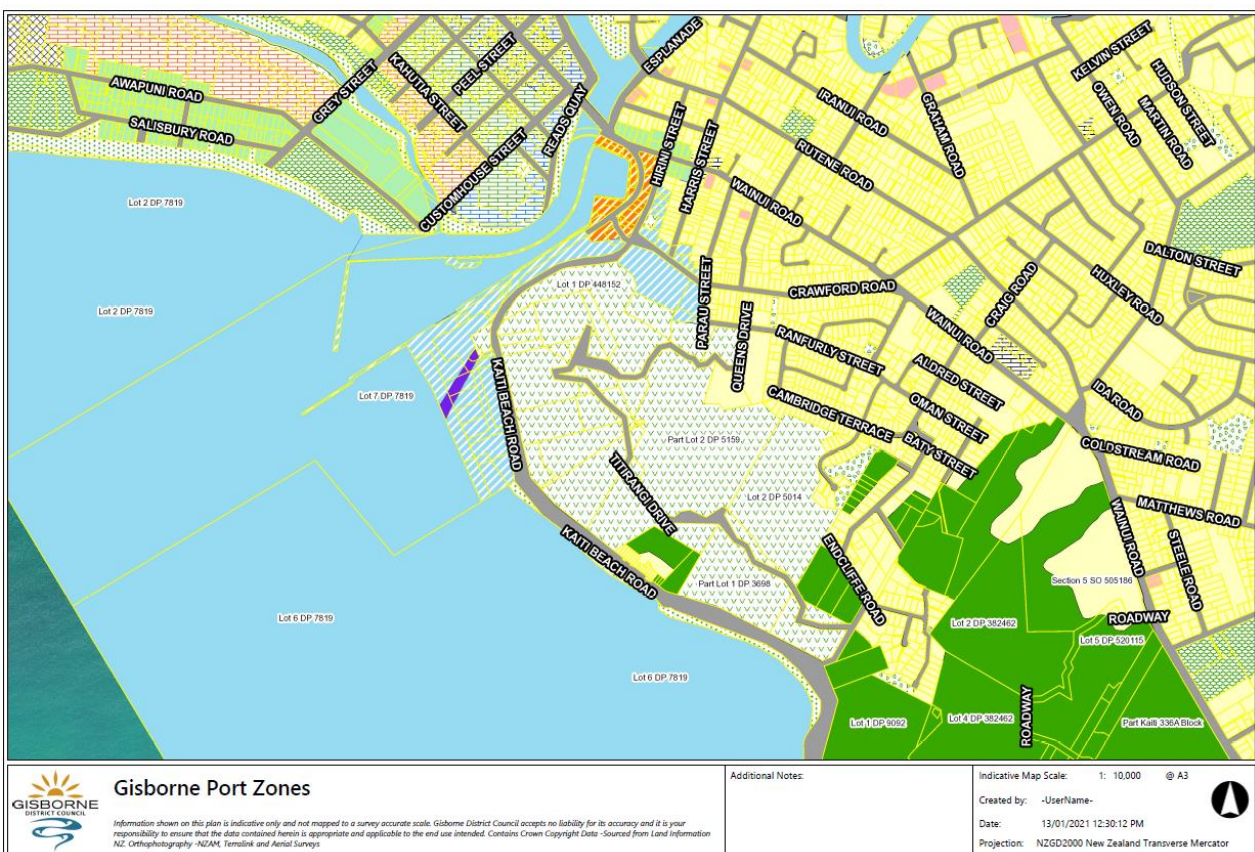 ESPLANADE
KELVIN STREET
HUDSON STREET
PEEL STREET
KAHUTIA STREET
AWAPUNI ROAD
GREY STREET
IRANUI ROAD
GRAHAM ROAD
OWEN ROAD
MARTIN ROAD
SALISBURY ROAD
READS QUAY
HIRINI STREET
HARRIS STREET
RUTENE ROAD
CUSTOMHOUSE STREET
WAINUI ROAD
Lot 2 DP 7819
DALTON STREET
Lot 1 DP 448152
PARAU STREET
CRAWFORD ROAD
CRAIG ROAD
HUXLEY ROAD
Lot 2 DP 7819
QUEENS DRIVE
WAINUI ROAD
RANFURLY STREET
ALDRED STREET
Lot 7 DP 7819
KAITI BEACH ROAD
CAMBRIDGE TERRACE
OMAN STREET
IDA ROAD
Part Lot 2 DP 5159
BATY STREET
COLDSTREAM ROAD
TITIRANGI DRIVE
Lot 2 DP 5014
WAINUI ROAD
MATTHEWS ROAD
KAITI BEACH ROAD
ENDCLIFFE ROAD
STEELE ROAD
Part Lot 1 DP 3698
Section 5 SO 505186
Lot 6 DP 7819
Lot 2 DP 382462
ROADWAY
Lot 5 DP 520115
Lot 6 DP 7819
Lot 1 DP 9092
Lot 4 DP 382462
ROADWAY
Part Kaiti 336A Block
GISBORNE
DISTRICT COUNCIL
Gisborne Port Zones
Information shown on this plan is indicative only and not mapped to a survey accurate scale. Gisborne District Council accepts no liability for its accuracy and it is your
responsibility to ensure that the data contained herein is appropriate and applicable to the end use intended. Contains Crown Copyright Data -Sourced from Land Information
NZ. Orthophotography -NZAM, Terralink and Aerial Surveys
Additional Notes:
Indicative Map Scale: 1: 10,000 @ A3
Created by: -UserName-
Date: 13/01/2021 12:30:12 PM
Projection: NZGD2000 New Zealand Transverse Mercator